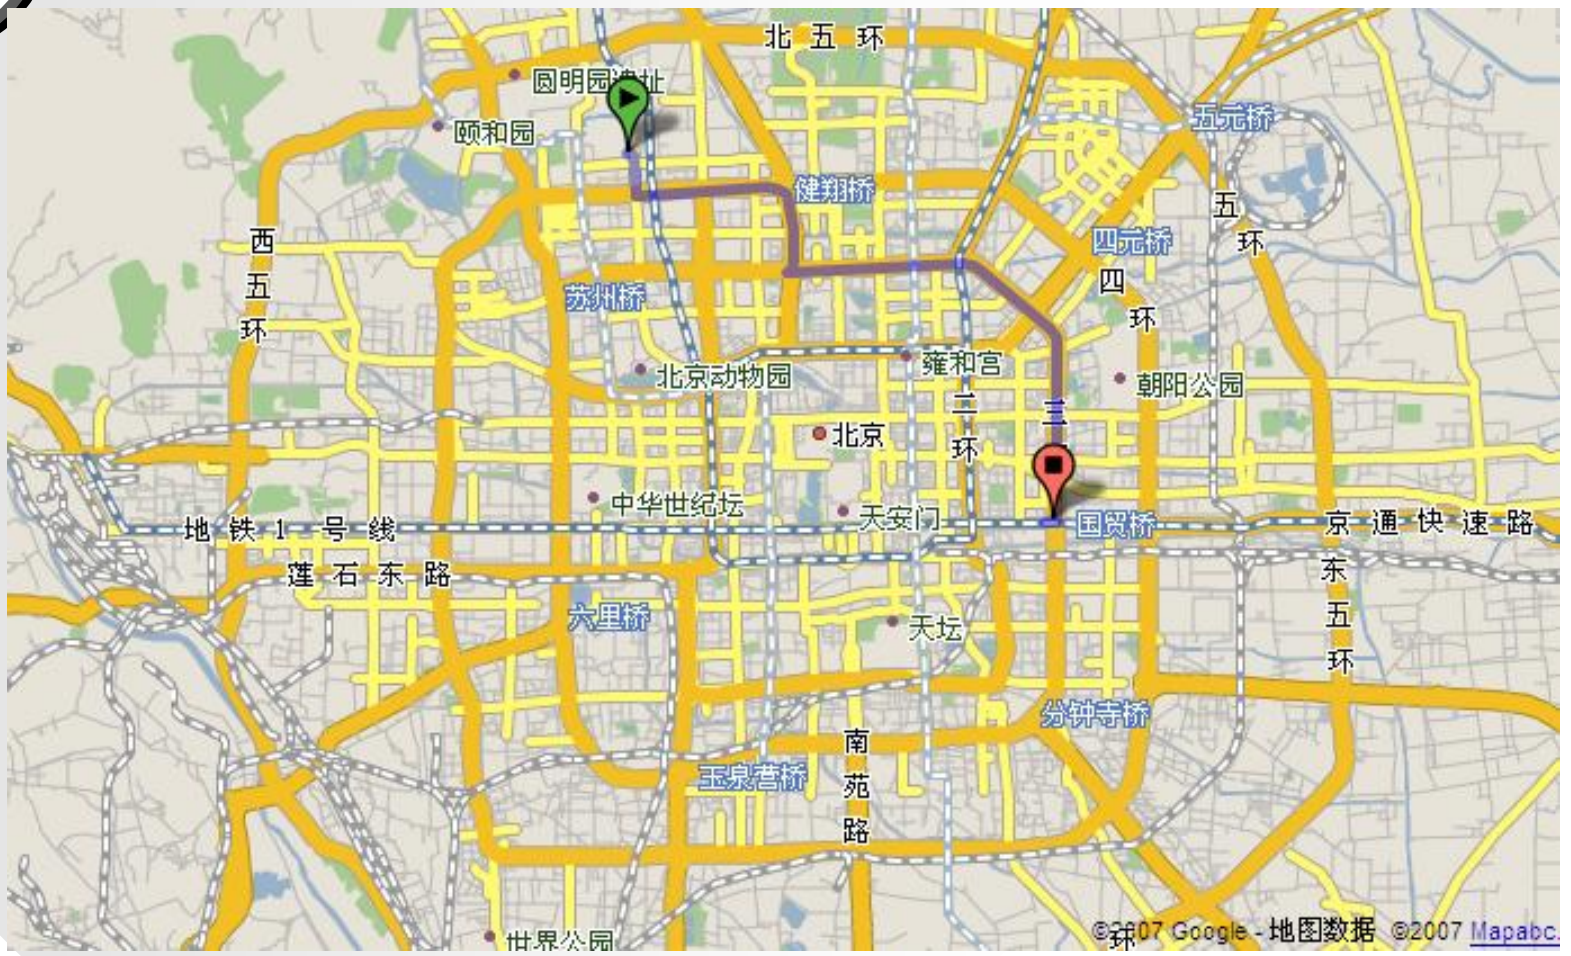 北五环
圆明园遗址
颐和园
五元桥
健翔桥
五环
四元桥
西五环
四环
苏州桥
雍和宫
北京动物园
朝阳公园
二环
三
北京
中华世纪坛
天安门
国贸桥
地铁1号线
京通快速路
莲石东路
东五环
六里桥
天坛
分钟寺桥
南苑路
玉泉营桥
世界公园
环
©2007 Google - 地图数据 ©2007 Mapabc.